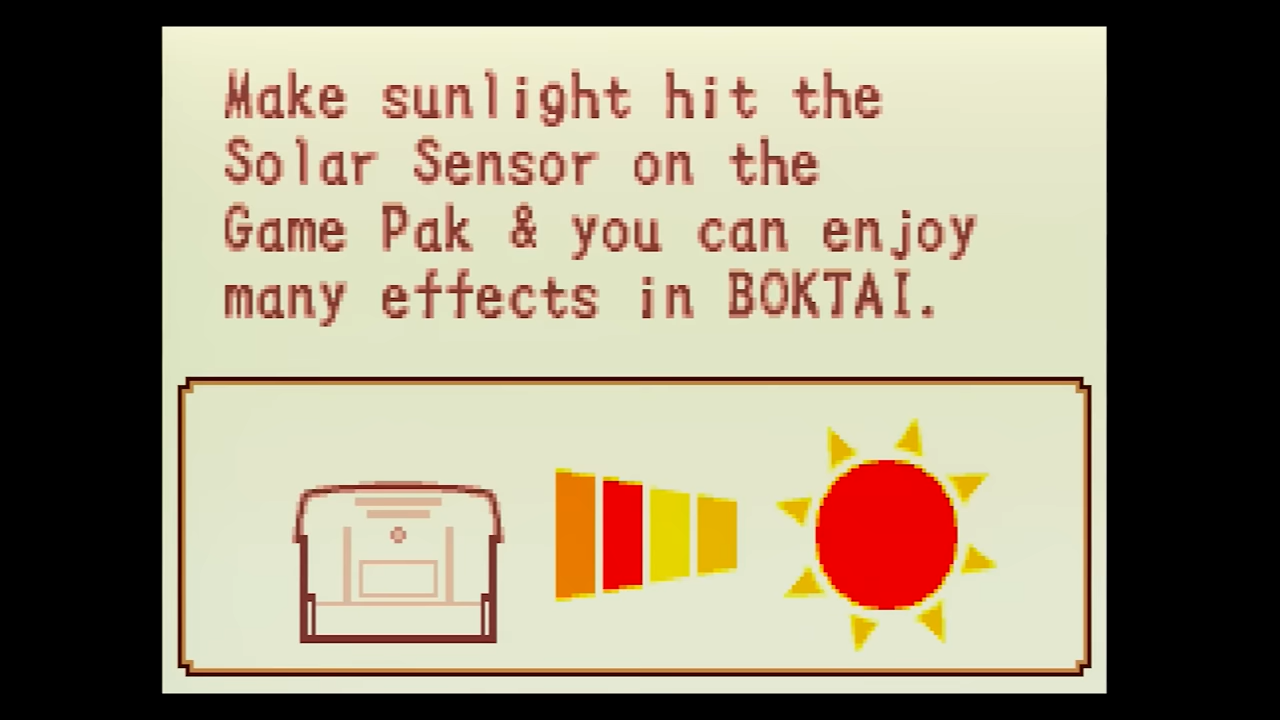 Make sunlight hit the
Solar Sensor on the
Game Pak & you can enjoy
many effects in BOKTAI.